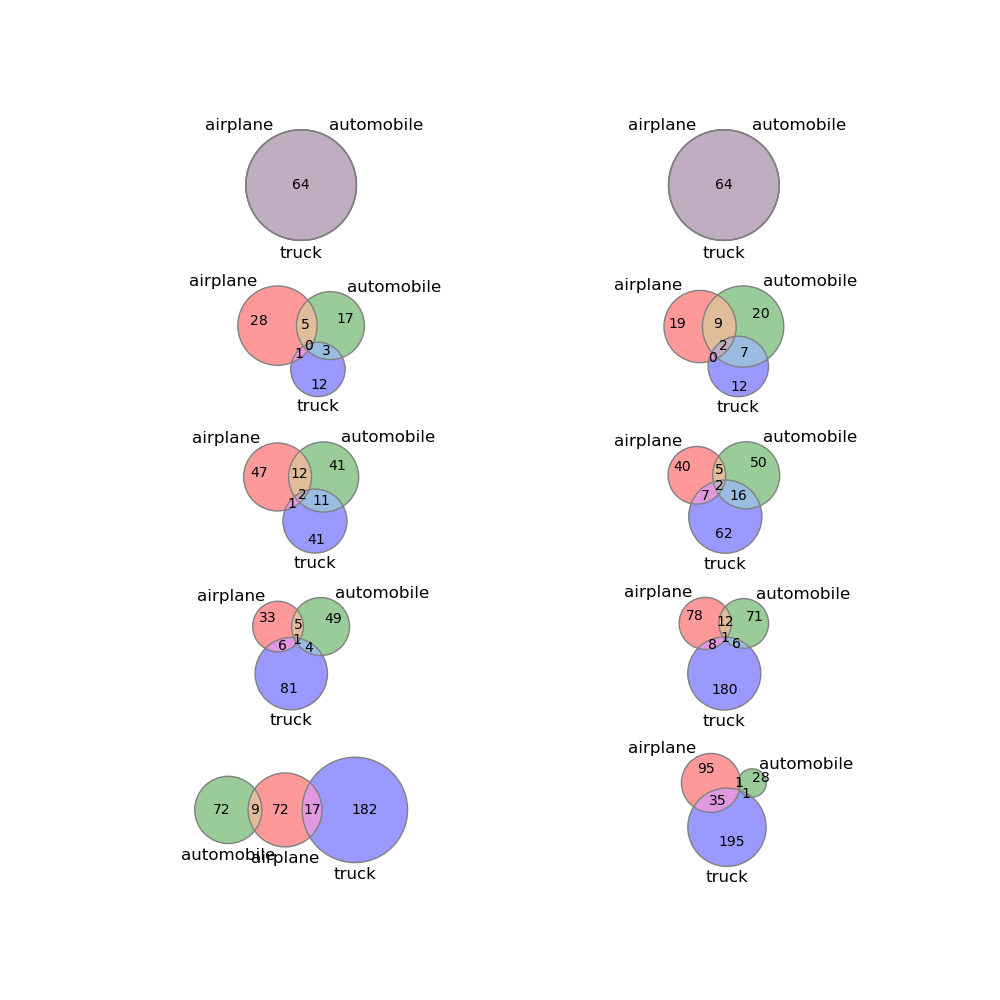 airplane automobile
64
truck
airplane automobile
64
truck
airplane
automobile
28 5 17
0
1 3
12
truck
airplane
automobile
19 9 20
2
0 7
12
truck
airplane automobile
47 12 41
2
1 11
41
truck
airplane
automobile
40 5 50
2
7 16
62
truck
airplane automobile
33 5 49
1
6 4
81
truck
airplane automobile
78 12 71
1
8 6
180
truck
72 9 72 17 182
automobile airplane
truck
airplane
automobile
95 1 28
35 1
195
truck